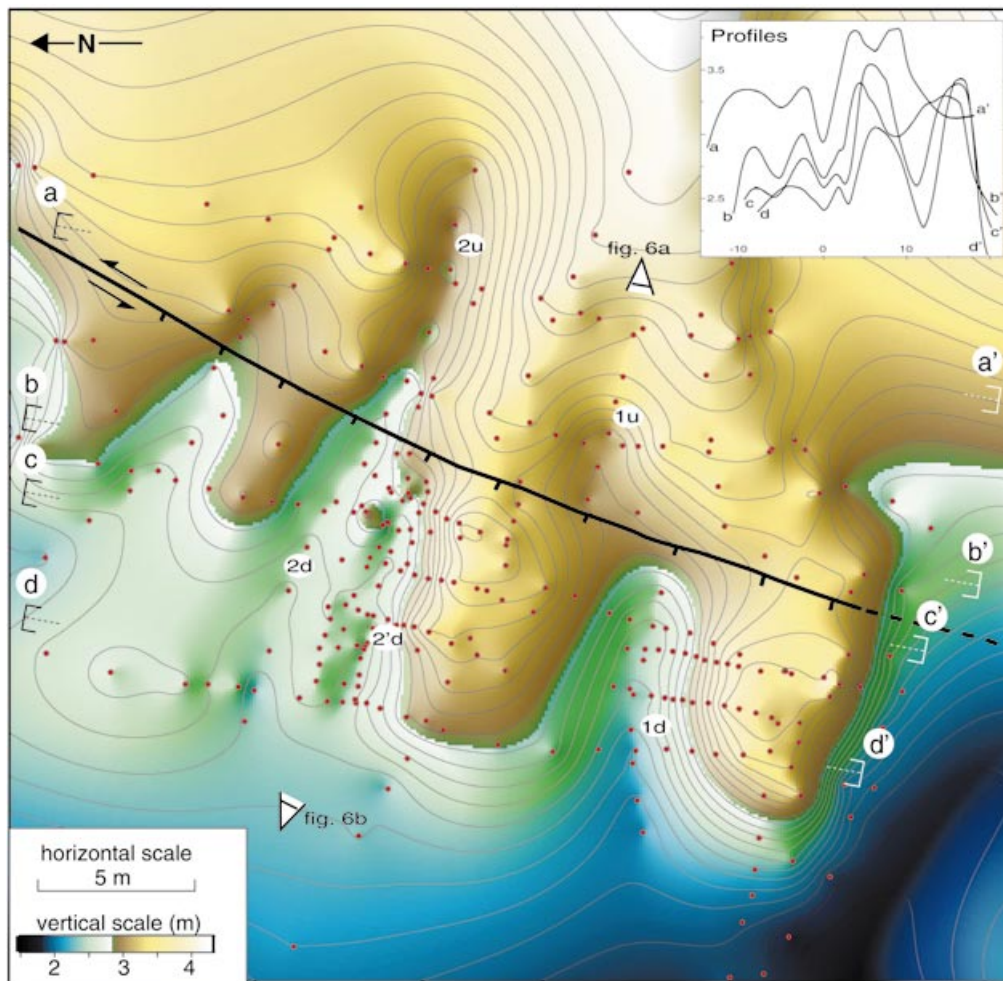 N
Profiles
3.5
2.5
-10
0
10
a
b
c
d
a'
b'
c'
d'
a
2u
fig. 6a
a'
b
1u
c
b'
2d
d
2'd
c'
1d
d'
fig. 6b
horizontal scale
5 m
vertical scale (m)
2 3 4